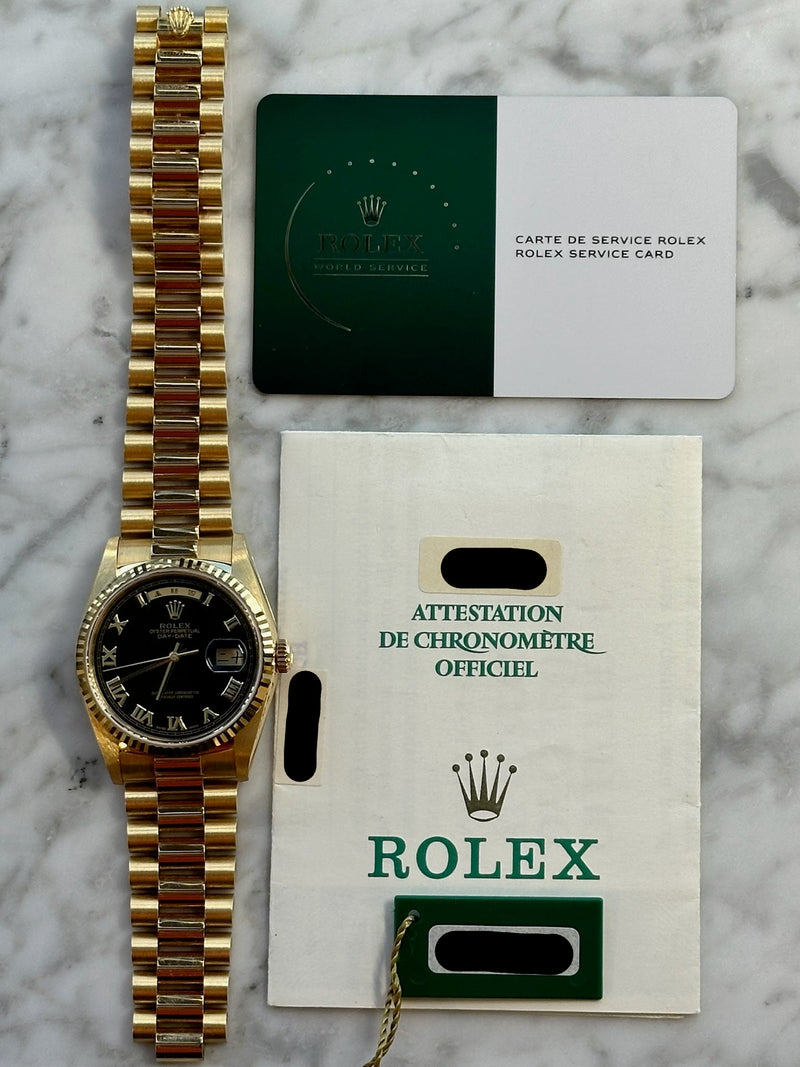 ROLEX
WORLD SERVICE
CARTE DE SERVICE ROLEX
ROLEX SERVICE CARD
ROLEX
OYSTER PERPETUAL
DAY-DATE
ATTESTATION
DE CHRONOMÈTRE
OFFICIEL
ROLEX